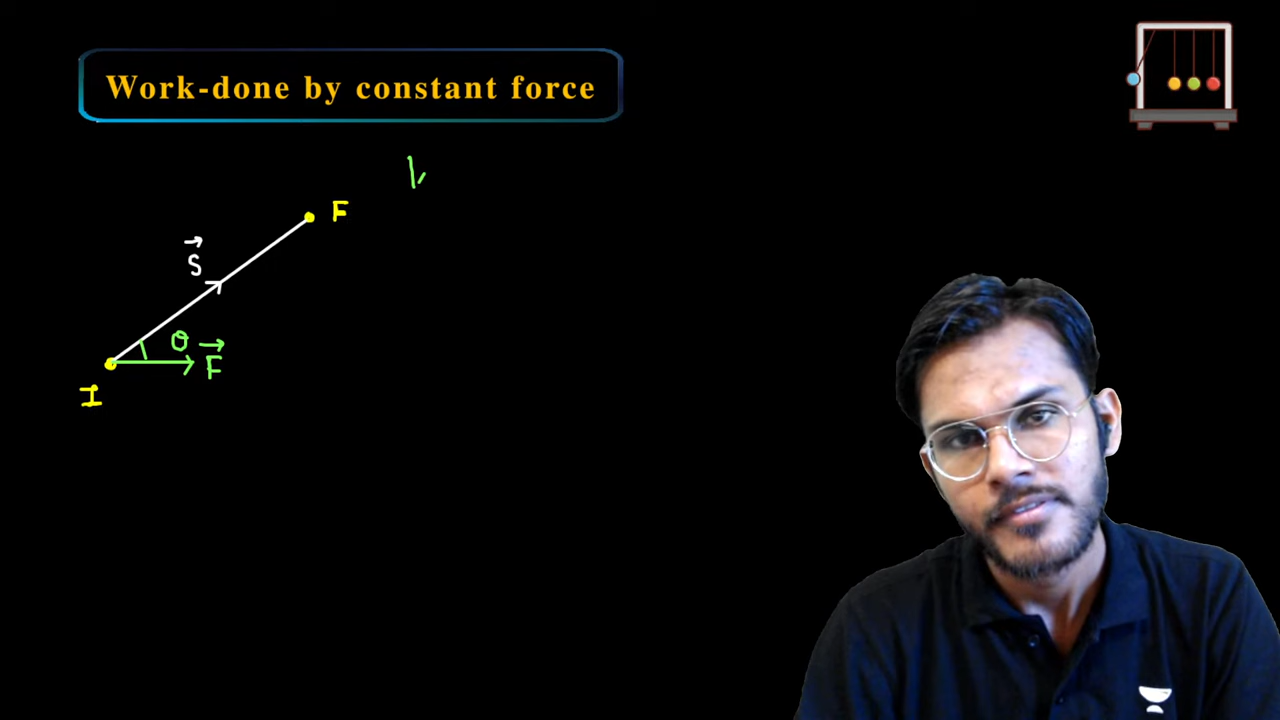 Work-done by constant force
F
S⃗
θ
F⃗
I